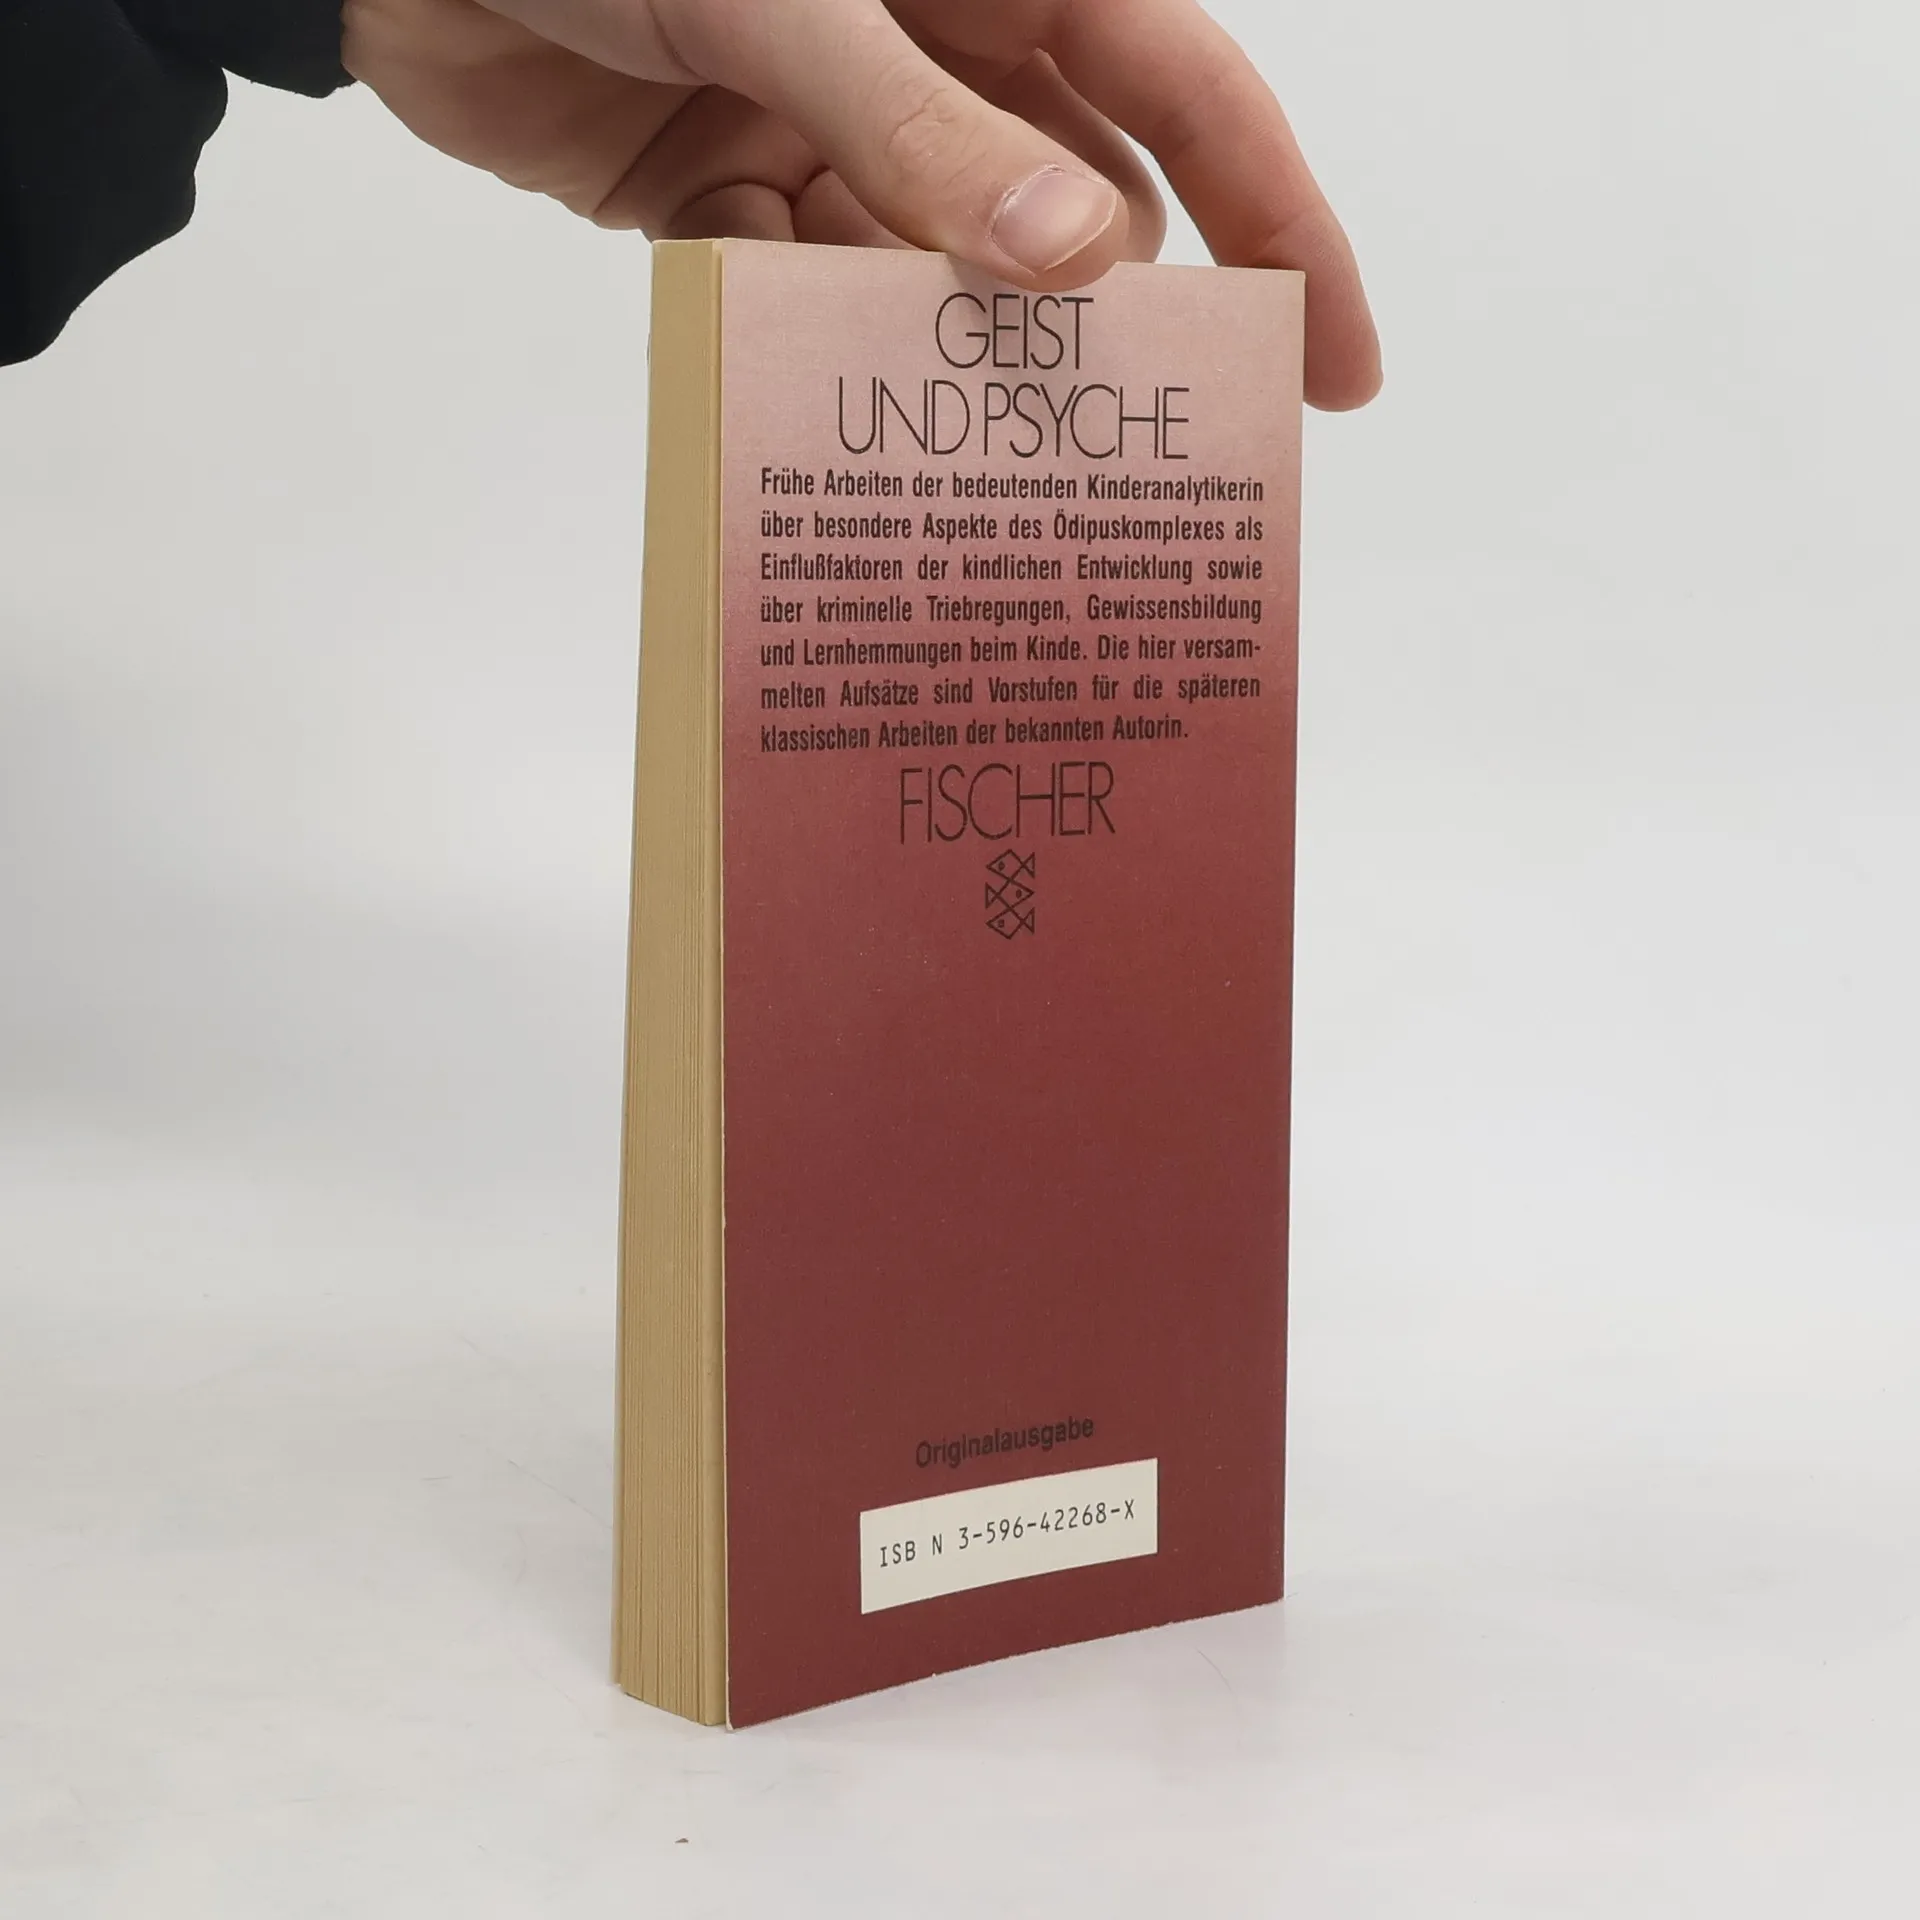 GEIST
UND PSYCHE
Frühe Arbeiten der bedeutenden Kinderanalytikerin
über besondere Aspekte des Ödipuskomplexes als
Einflußfaktoren der kindlichen Entwicklung sowie
über kriminelle Triebregungen, Gewissensbildung
und Lernhemmungen beim Kinde. Die hier versam-
melten Aufsätze sind Vorstufen für die späteren
klassischen Arbeiten der bekannten Autorin.
FISCHER
Originalausgabe
ISB N 3-596-42268-X